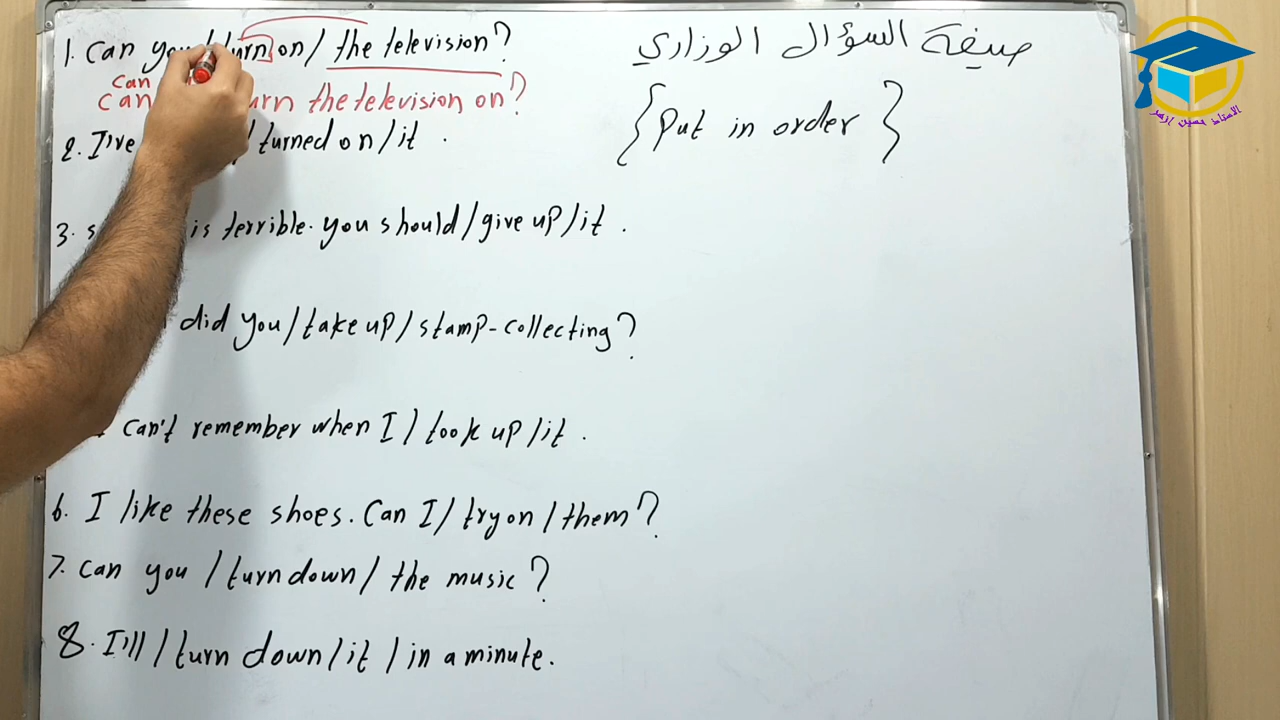 صيغة السؤال الوزاري
{ Put in order }
1. Can you / turn on / the television?
Can
can turn the television on?
2. I've / turned on / it .
3. is terrible. you should / give up / it .
did you / take up / stamp-collecting?
can't remember when I / took up / it .
6. I like these shoes. Can I / try on / them?
7. Can you / turn down / the music?
8. I'll / turn down / it / in a minute.
الاستاذ حسين ازهر